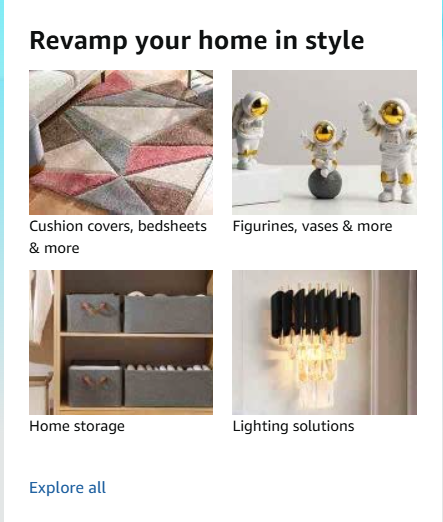 Revamp your home in style
Cushion covers, bedsheets
& more
Figurines, vases & more
Home storage
Lighting solutions
Explore all